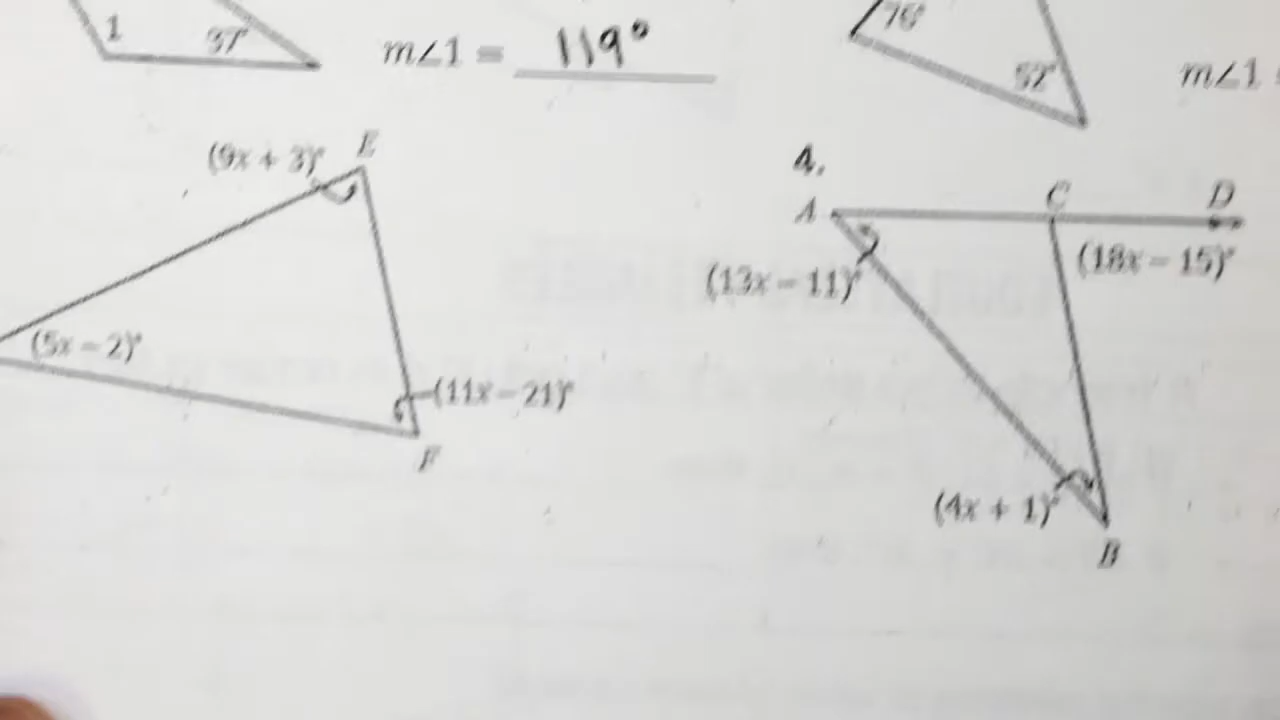 1
37°
m∠1 = 119°
76°
52°
m∠1 =
(9x + 3)°
E
(5x − 2)°
(11x − 21)°
F
4.
A
C
D
(13x − 11)°
(18x − 15)°
(4x + 1)°
B